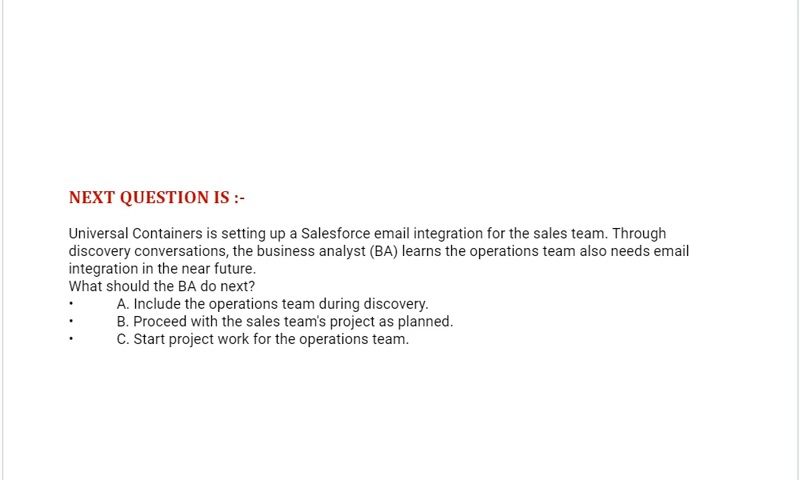 NEXT QUESTION IS :-
Universal Containers is setting up a Salesforce email integration for the sales team. Through
discovery conversations, the business analyst (BA) learns the operations team also needs email
integration in the near future.
What should the BA do next?
• A. Include the operations team during discovery.
• B. Proceed with the sales team's project as planned.
• C. Start project work for the operations team.